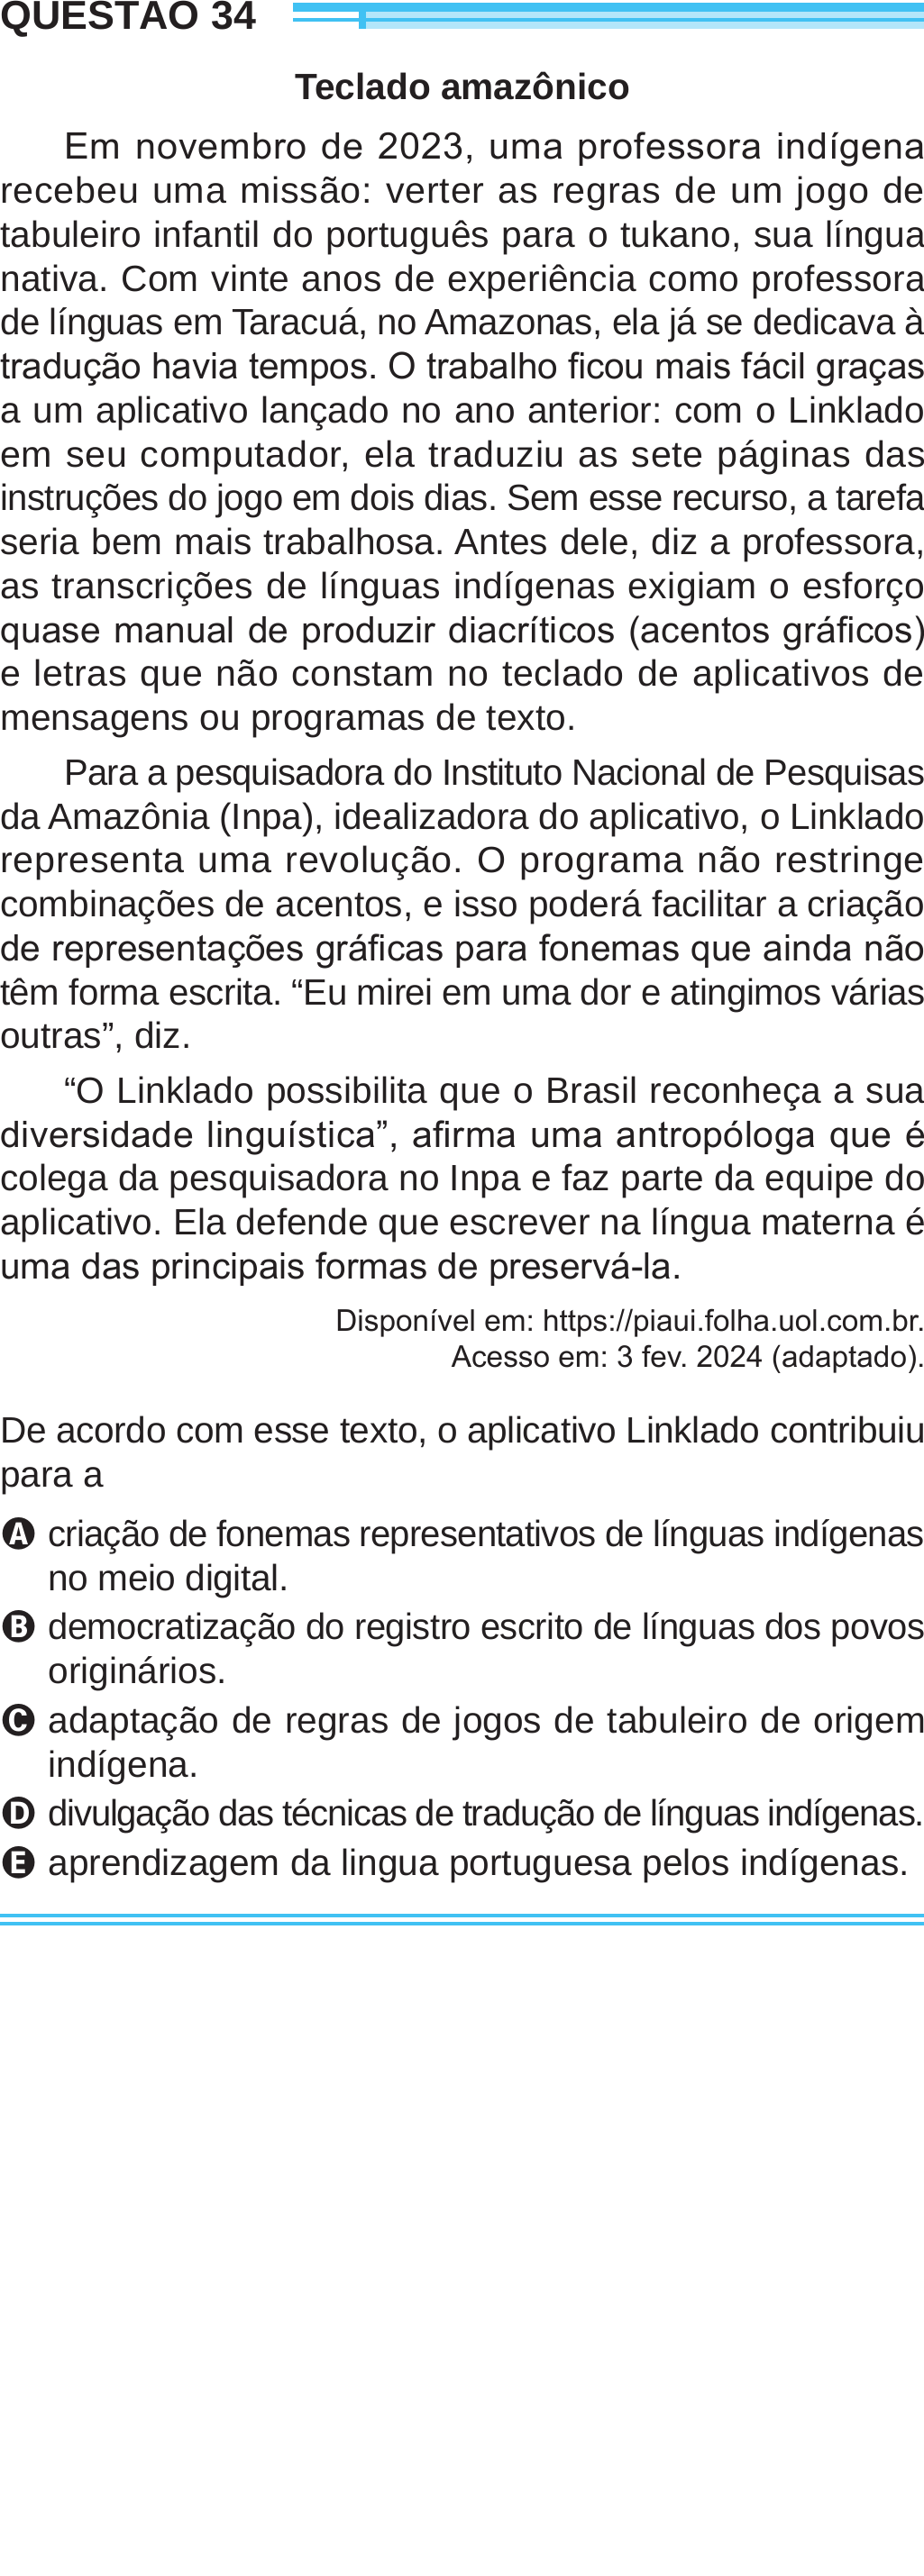 QUESTÃO 34
Teclado amazônico
Em novembro de 2023, uma professora indígena
recebeu uma missão: verter as regras de um jogo de
tabuleiro infantil do português para o tukano, sua língua
nativa. Com vinte anos de experiência como professora
de línguas em Taracuá, no Amazonas, ela já se dedicava à
tradução havia tempos. O trabalho ficou mais fácil graças
a um aplicativo lançado no ano anterior: com o Linklado
em seu computador, ela traduziu as sete páginas das
instruções do jogo em dois dias. Sem esse recurso, a tarefa
seria bem mais trabalhosa. Antes dele, diz a professora,
as transcrições de línguas indígenas exigiam o esforço
quase manual de produzir diacríticos (acentos gráficos)
e letras que não constam no teclado de aplicativos de
mensagens ou programas de texto.
Para a pesquisadora do Instituto Nacional de Pesquisas
da Amazônia (Inpa), idealizadora do aplicativo, o Linklado
representa uma revolução. O programa não restringe
combinações de acentos, e isso poderá facilitar a criação
de representações gráficas para fonemas que ainda não
têm forma escrita. “Eu mirei em uma dor e atingimos várias
outras”, diz.
“O Linklado possibilita que o Brasil reconheça a sua
diversidade linguística”, afirma uma antropóloga que é
colega da pesquisadora no Inpa e faz parte da equipe do
aplicativo. Ela defende que escrever na língua materna é
uma das principais formas de preservá-la.
Disponível em: https://piaui.folha.uol.com.br.
Acesso em: 3 fev. 2024 (adaptado).
De acordo com esse texto, o aplicativo Linklado contribuiu
para a
A criação de fonemas representativos de línguas indígenas
no meio digital.
B democratização do registro escrito de línguas dos povos
originários.
C adaptação de regras de jogos de tabuleiro de origem
indígena.
D divulgação das técnicas de tradução de línguas indígenas.
E aprendizagem da lingua portuguesa pelos indígenas.